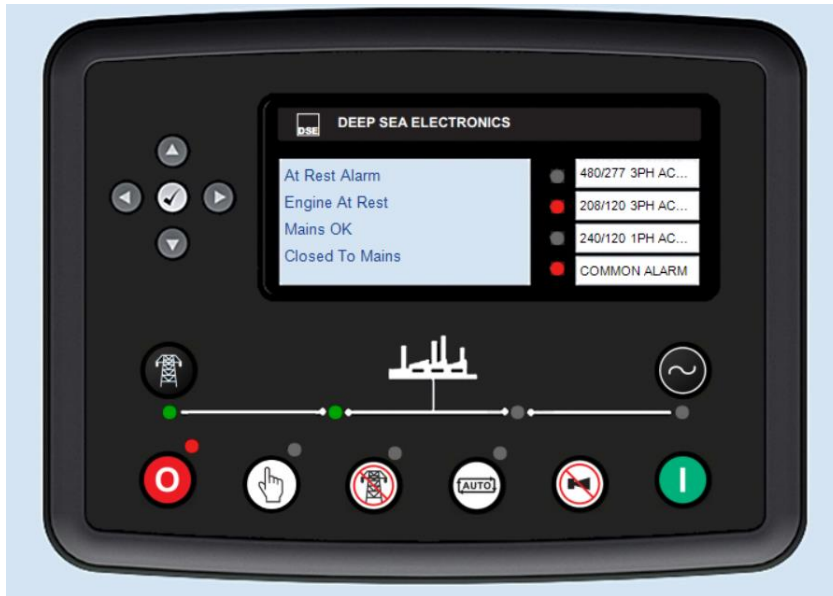 DSE
DEEP SEA ELECTRONICS
At Rest Alarm
Engine At Rest
Mains OK
Closed To Mains
480/277 3PH AC...
208/120 3PH AC...
240/120 1PH AC...
COMMON ALARM
O
AUTO
I